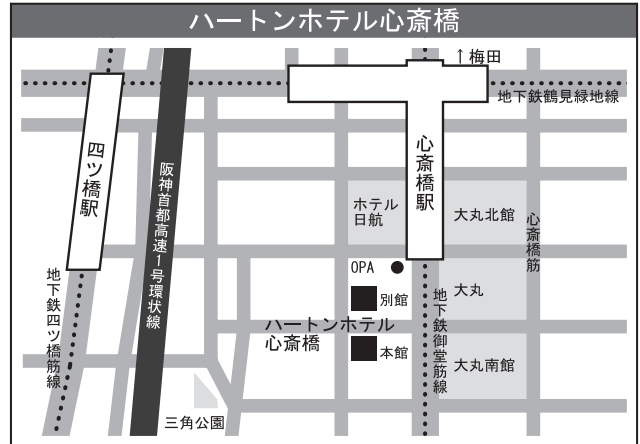 ハートンホテル心斎橋
↑梅田
地下鉄鶴見緑地線
四ツ橋駅
阪神首都高速1号環状線
心斎橋駅
ホテル
日航
大丸北館
心斎橋筋
OPA
別館
大丸
地下鉄四ツ橋筋線
地下鉄御堂筋線
ハートンホテル
心斎橋
本館
大丸南館
三角公園